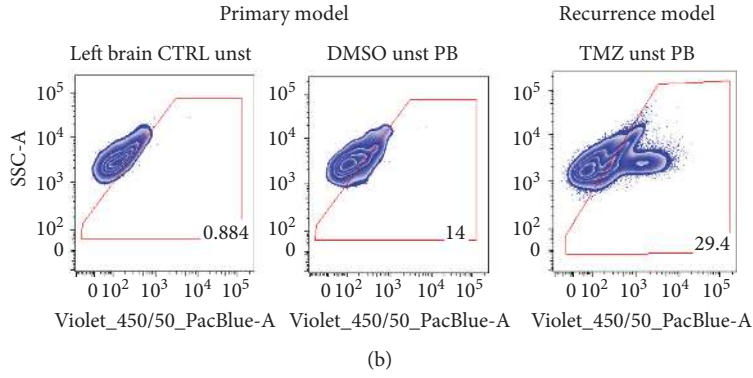 Primary model
Recurrence model
Left brain CTRL unst
DMSO unst PB
TMZ unst PB
SSC-A
10⁵
10⁴
10³
10²
0
0.884
0 10² 10³ 10⁴ 10⁵
Violet_450/50_PacBlue-A
10⁵
10⁴
10³
10²
0
14
0 10² 10³ 10⁴ 10⁵
Violet_450/50_PacBlue-A
10⁵
10⁴
10³
10²
0
29.4
0 10² 10³ 10⁴ 10⁵
Violet_450/50_PacBlue-A
(b)